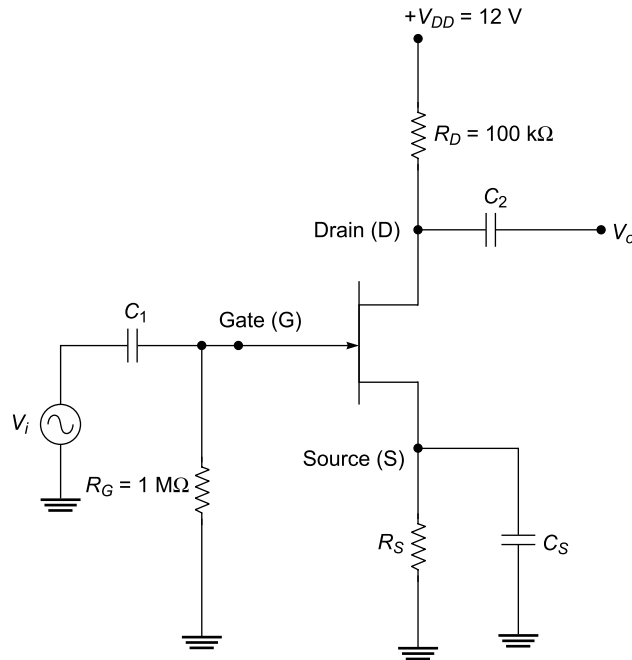 +V_DD = 12 V
R_D = 100 kΩ
C_2
Drain (D)
V_o
C_1
Gate (G)
V_i
Source (S)
R_G = 1 MΩ
R_S
C_S